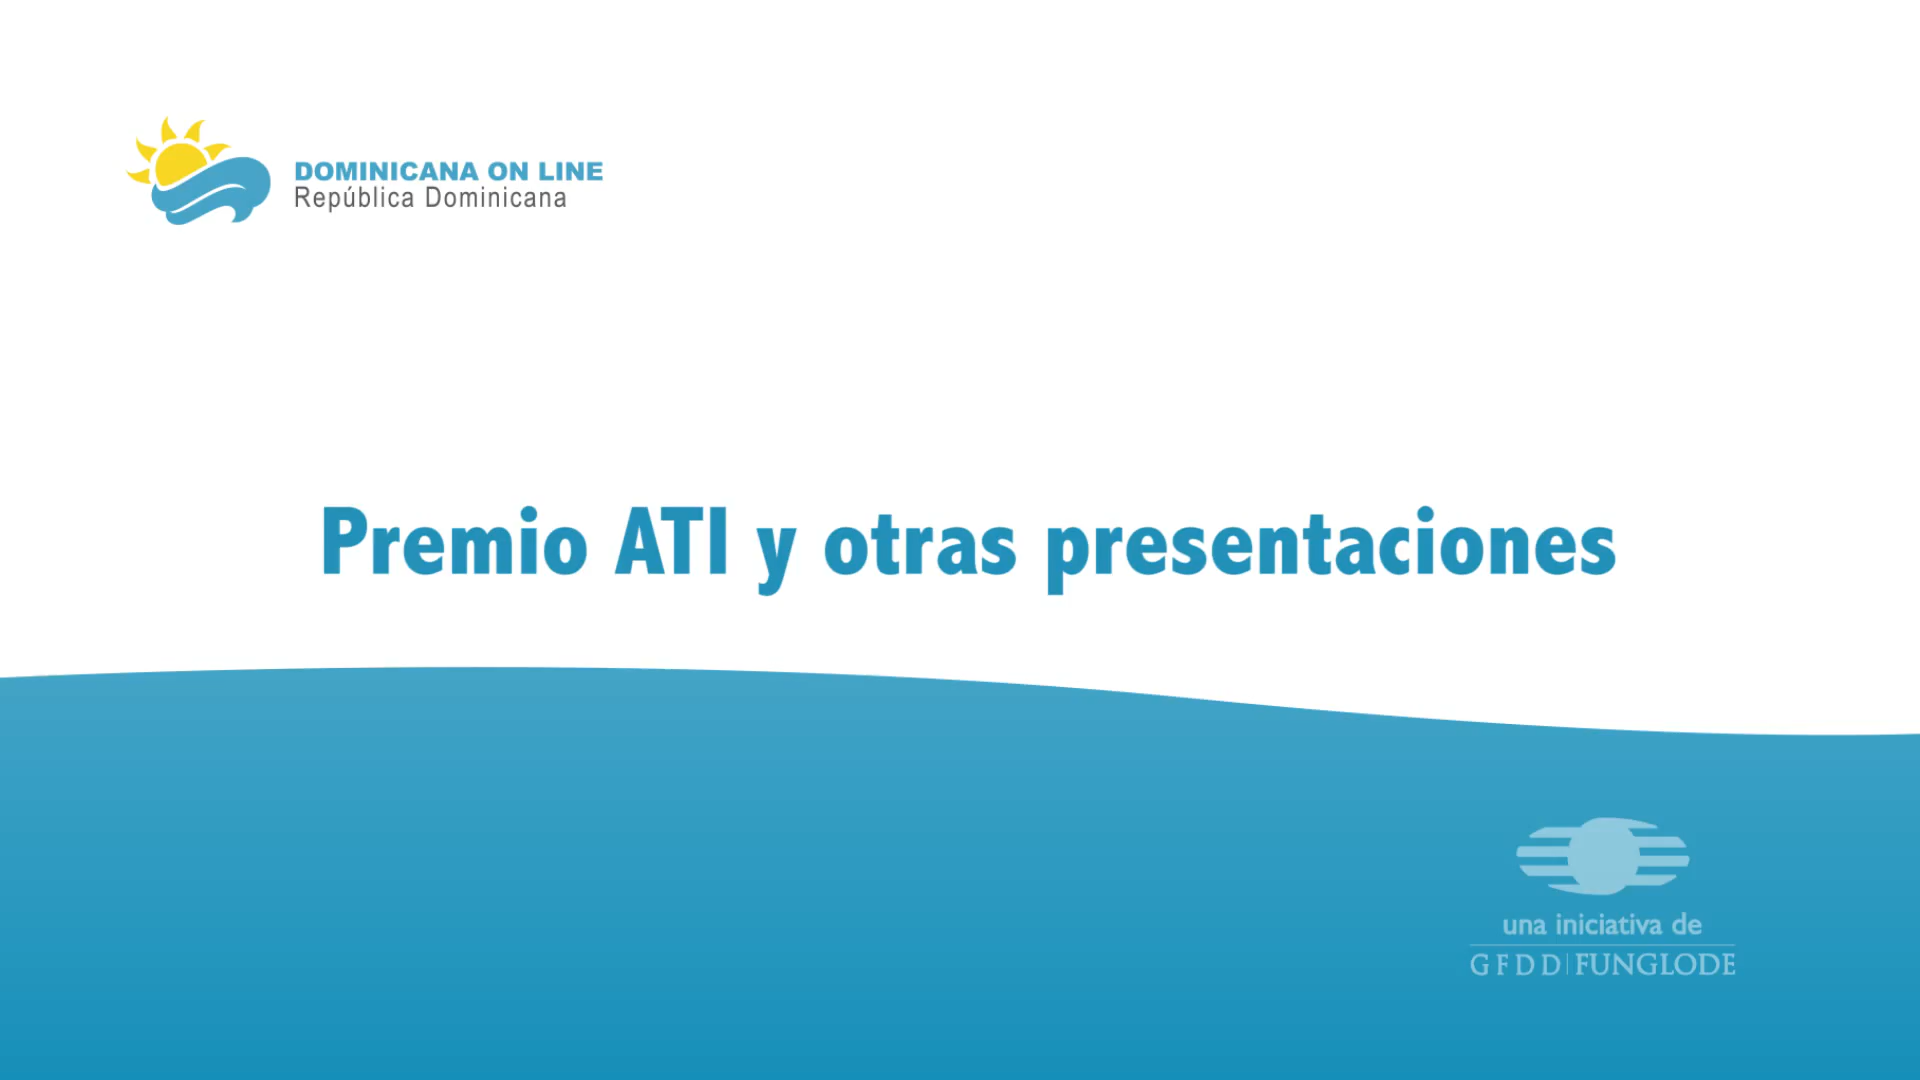 DOMINICANA ON LINE
República Dominicana
Premio ATI y otras presentaciones
una iniciativa de
GFDD|FUNGLODE